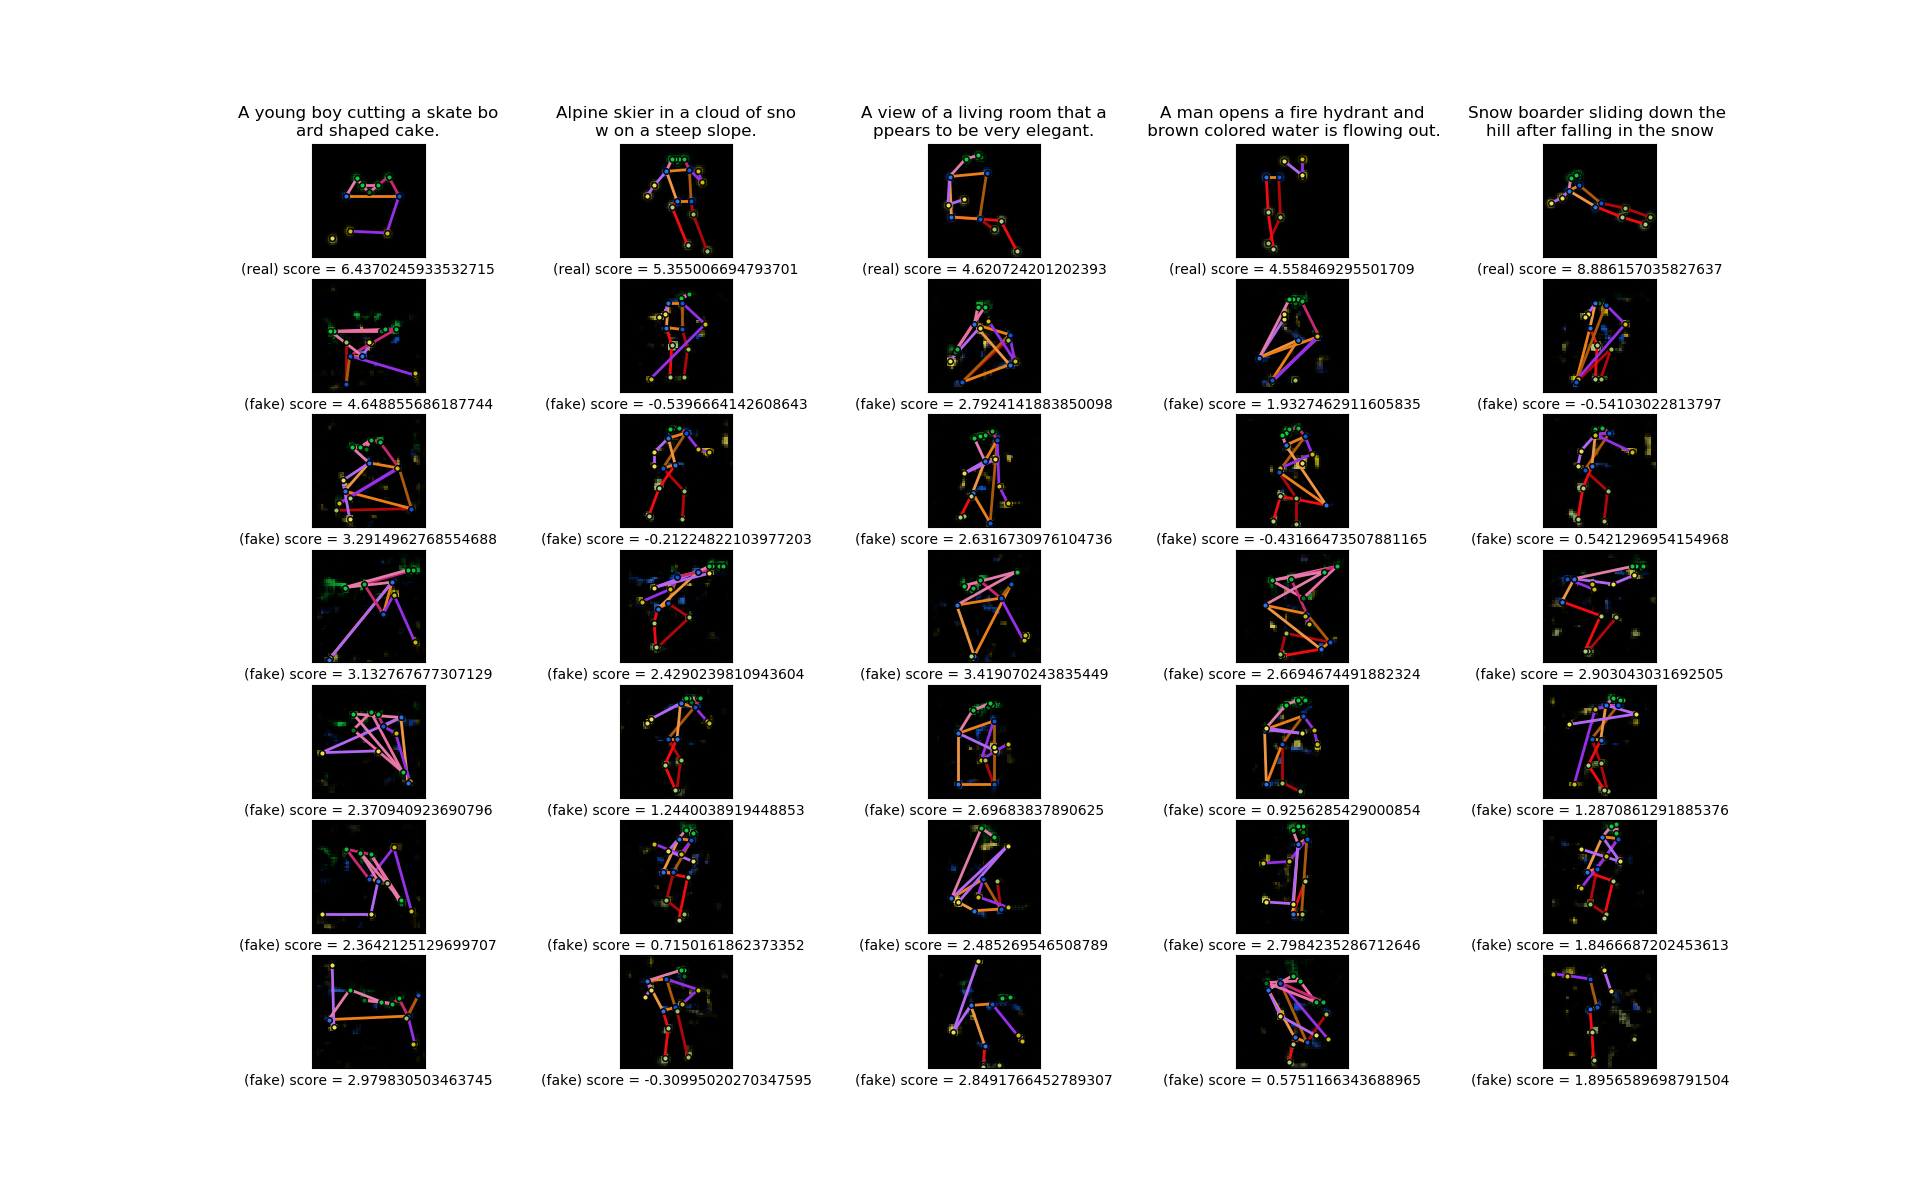 A young boy cutting a skate bo
ard shaped cake.
Alpine skier in a cloud of sno
w on a steep slope.
A view of a living room that a
ppears to be very elegant.
A man opens a fire hydrant and
brown colored water is flowing out.
Snow boarder sliding down the
hill after falling in the snow
(real) score = 6.4370245933532715
(real) score = 5.355006694793701
(real) score = 4.620724201202393
(real) score = 4.558469295501709
(real) score = 8.886157035827637
(fake) score = 4.648855686187744
(fake) score = -0.5396664142608643
(fake) score = 2.7924141883850098
(fake) score = 1.9327462911605835
(fake) score = -0.54103022813797
(fake) score = 3.2914962768554688
(fake) score = -0.21224822103977203
(fake) score = 2.6316730976104736
(fake) score = -0.43166473507881165
(fake) score = 0.5421296954154968
(fake) score = 3.132767677307129
(fake) score = 2.4290239810943604
(fake) score = 3.419070243835449
(fake) score = 2.6694674491882324
(fake) score = 2.903043031692505
(fake) score = 2.370940923690796
(fake) score = 1.2440038919448853
(fake) score = 2.69683837890625
(fake) score = 0.9256285429000854
(fake) score = 1.2870861291885376
(fake) score = 2.3642125129699707
(fake) score = 0.7150161862373352
(fake) score = 2.485269546508789
(fake) score = 2.7984235286712646
(fake) score = 1.8466687202453613
(fake) score = 2.979830503463745
(fake) score = -0.30995020270347595
(fake) score = 2.8491766452789307
(fake) score = 0.5751166343688965
(fake) score = 1.8956589698791504